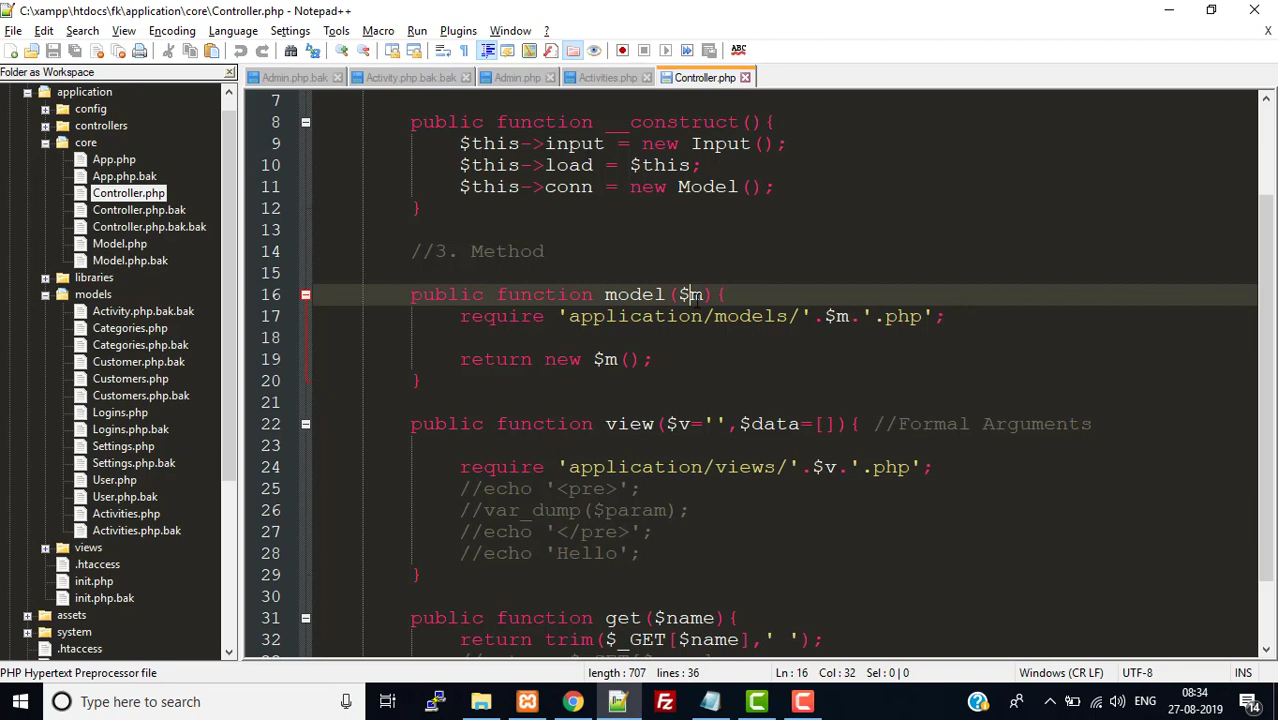 C:\xampp\htdocs\fk\application\core\Controller.php - Notepad++
File Edit Search View Encoding Language Settings Tools Macro Run Plugins Window ? X
Folder as Workspace
Admin.php.bak Activity.php.bak.bak Admin.php Activities.php Controller.php
application
config
controllers
core
App.php
App.php.bak
Controller.php
Controller.php.bak
Controller.php.bak.bak
Model.php
Model.php.bak
libraries
models
Activity.php.bak.bak
Categories.php
Categories.php.bak
Customer.php.bak
Customers.php
Customers.php.bak
Logins.php
Logins.php.bak
Settings.php
Settings.php.bak
User.php
User.php.bak
Activities.php
Activities.php.bak
views
.htaccess
init.php
init.php.bak
assets
system
.htaccess
7
8 public function __construct(){
9 $this->input = new Input();
10 $this->load = $this;
11 $this->conn = new Model();
12 }
13
14 //3. Method
15
16 public function model($m){
17 require 'application/models/'.$m.'.php';
18
19 return new $m();
20 }
21
22 public function view($v='',$data=[]){ //Formal Arguments
23
24 require 'application/views/'.$v.'.php';
25 //echo '<pre>';
26 //var_dump($param);
27 //echo '</pre>';
28 //echo 'Hello';
29 }
30
31 public function get($name){
32 return trim($_GET[$name],' ');
PHP Hypertext Preprocessor file length : 707 lines : 36 Ln : 16 Col : 32 Sel : 0 | 0 Windows (CR LF) UTF-8 INS
Type here to search ENG 08:34 27-08-2019 14